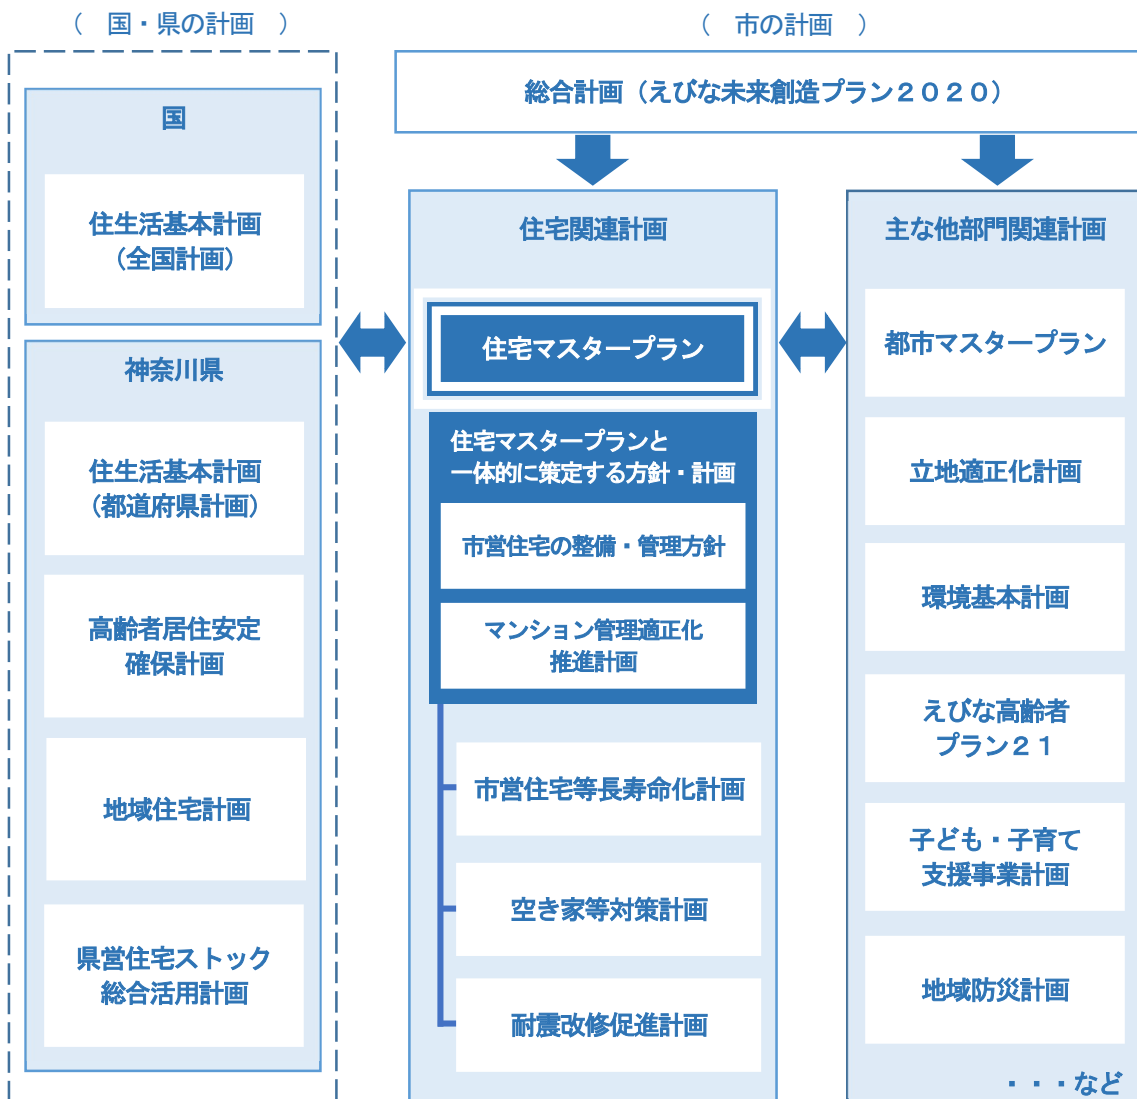 （　国・県の計画　）
国
住生活基本計画
（全国計画）
神奈川県
住生活基本計画
（都道府県計画）
高齢者居住安定
確保計画
地域住宅計画
県営住宅ストック
総合活用計画
（　市の計画　）
総合計画（えびな未来創造プラン２０２０）
住宅関連計画
住宅マスタープラン
住宅マスタープランと
一体的に策定する方針・計画
市営住宅の整備・管理方針
マンション管理適正化
推進計画
市営住宅等長寿命化計画
空き家等対策計画
耐震改修促進計画
主な他部門関連計画
都市マスタープラン
立地適正化計画
環境基本計画
えびな高齢者
プラン２１
子ども・子育て
支援事業計画
地域防災計画
・・・など